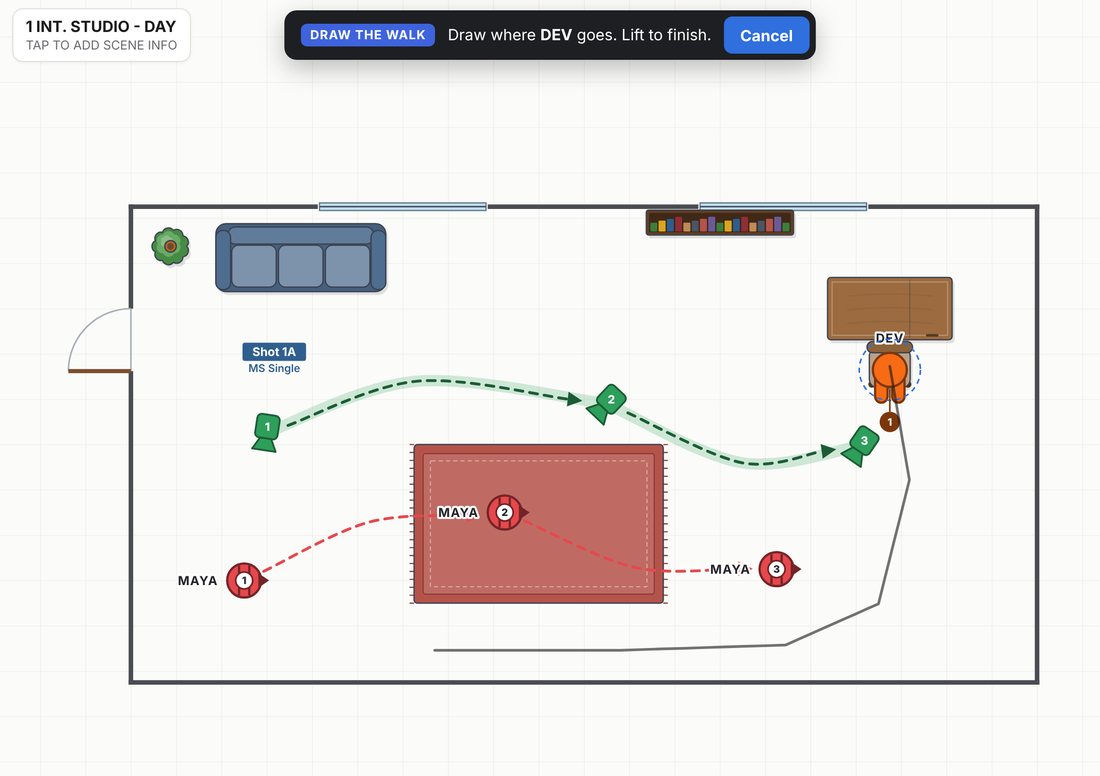 1 INT. STUDIO - DAY
TAP TO ADD SCENE INFO
DRAW THE WALK
Draw where DEV goes. Lift to finish.
Cancel
DEV
Shot 1A
MS Single
1
2
1
3
MAYA
2
MAYA
3
MAYA
1